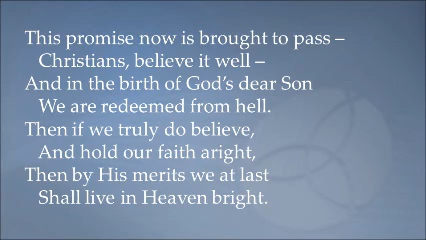 This promise now is brought to pass –
Christians, believe it well –
And in the birth of God’s dear Son
We are redeemed from hell.
Then if we truly do believe,
And hold our faith aright,
Then by His merits we at last
Shall live in Heaven bright.